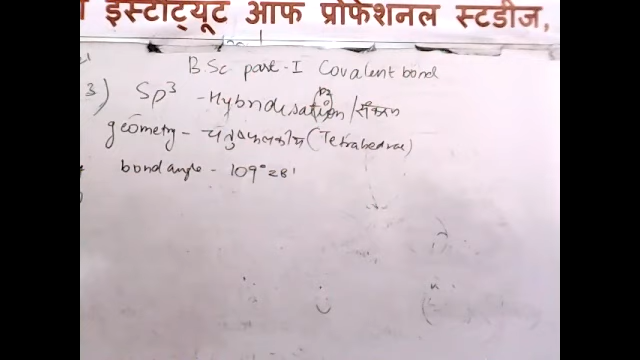 इंस्टीट्यूट आफ प्रोफेशनल स्टडीज,
B.Sc. part - I Covalent bond
3) Sp³ - Hybridisation /संकरण
geometry - चतुष्फलकीय (Tetrahedral)
bond angle - 109°28'